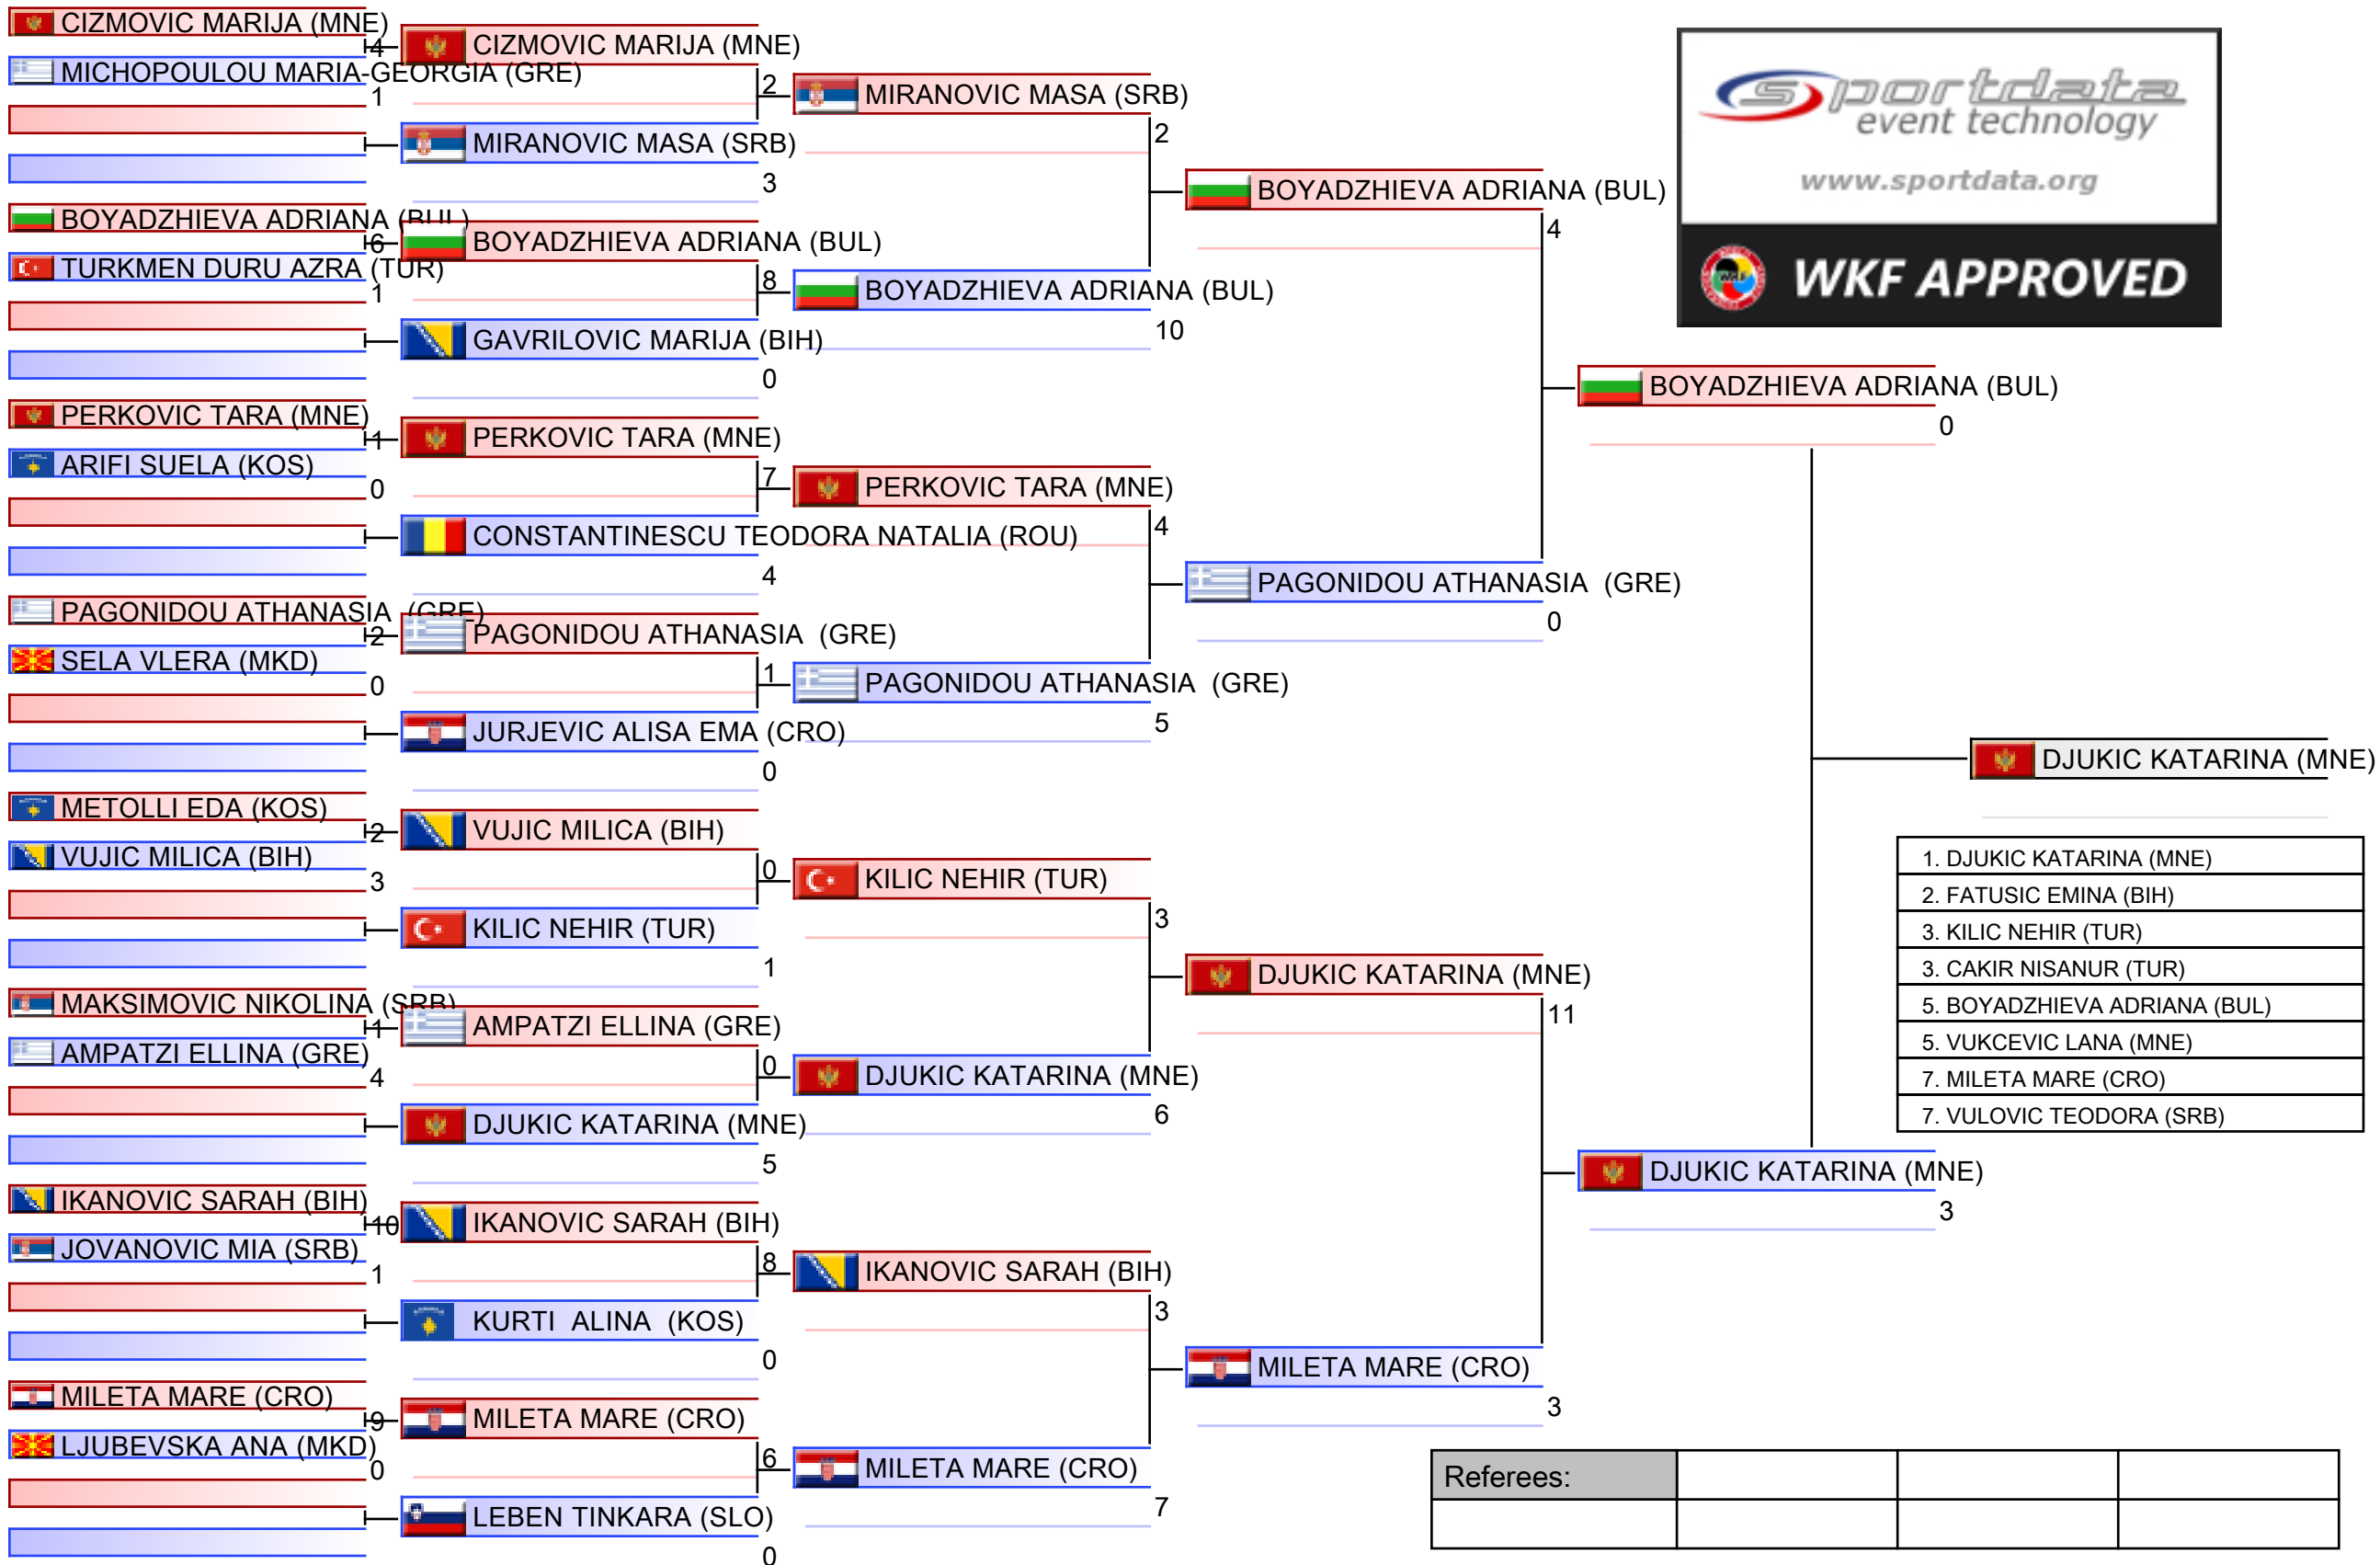 CIZMOVIC MARIJA (MNE)
4
MICHOPOULOU MARIA-GEORGIA (GRE)
1
BOYADZHIEVA ADRIANA (BUL)
6
TURKMEN DURU AZRA (TUR)
1
PERKOVIC TARA (MNE)
1
ARIFI SUELA (KOS)
0
PAGONIDOU ATHANASIA (GRE)
2
SELA VLERA (MKD)
0
METOLLI EDA (KOS)
2
VUJIC MILICA (BIH)
3
MAKSIMOVIC NIKOLINA (SRB)
1
AMPATZI ELLINA (GRE)
4
IKANOVIC SARAH (BIH)
10
JOVANOVIC MIA (SRB)
1
MILETA MARE (CRO)
9
LJUBEVSKA ANA (MKD)
0
CIZMOVIC MARIJA (MNE)
2
MIRANOVIC MASA (SRB)
3
BOYADZHIEVA ADRIANA (BUL)
8
GAVRILOVIC MARIJA (BIH)
0
PERKOVIC TARA (MNE)
7
CONSTANTINESCU TEODORA NATALIA (ROU)
4
PAGONIDOU ATHANASIA (GRE)
1
JURJEVIC ALISA EMA (CRO)
0
VUJIC MILICA (BIH)
0
KILIC NEHIR (TUR)
1
AMPATZI ELLINA (GRE)
0
DJUKIC KATARINA (MNE)
5
IKANOVIC SARAH (BIH)
8
KURTI ALINA (KOS)
0
MILETA MARE (CRO)
6
LEBEN TINKARA (SLO)
0
MIRANOVIC MASA (SRB)
2
BOYADZHIEVA ADRIANA (BUL)
10
PERKOVIC TARA (MNE)
4
PAGONIDOU ATHANASIA (GRE)
5
KILIC NEHIR (TUR)
3
DJUKIC KATARINA (MNE)
6
IKANOVIC SARAH (BIH)
3
MILETA MARE (CRO)
7
BOYADZHIEVA ADRIANA (BUL)
4
PAGONIDOU ATHANASIA (GRE)
0
DJUKIC KATARINA (MNE)
11
MILETA MARE (CRO)
3
BOYADZHIEVA ADRIANA (BUL)
0
DJUKIC KATARINA (MNE)
3
DJUKIC KATARINA (MNE)
sportdata
event technology
www.sportdata.org
WKF
WKF APPROVED
1. DJUKIC KATARINA (MNE)
2. FATUSIC EMINA (BIH)
3. KILIC NEHIR (TUR)
3. CAKIR NISANUR (TUR)
5. BOYADZHIEVA ADRIANA (BUL)
5. VUKCEVIC LANA (MNE)
7. MILETA MARE (CRO)
7. VULOVIC TEODORA (SRB)
Referees: